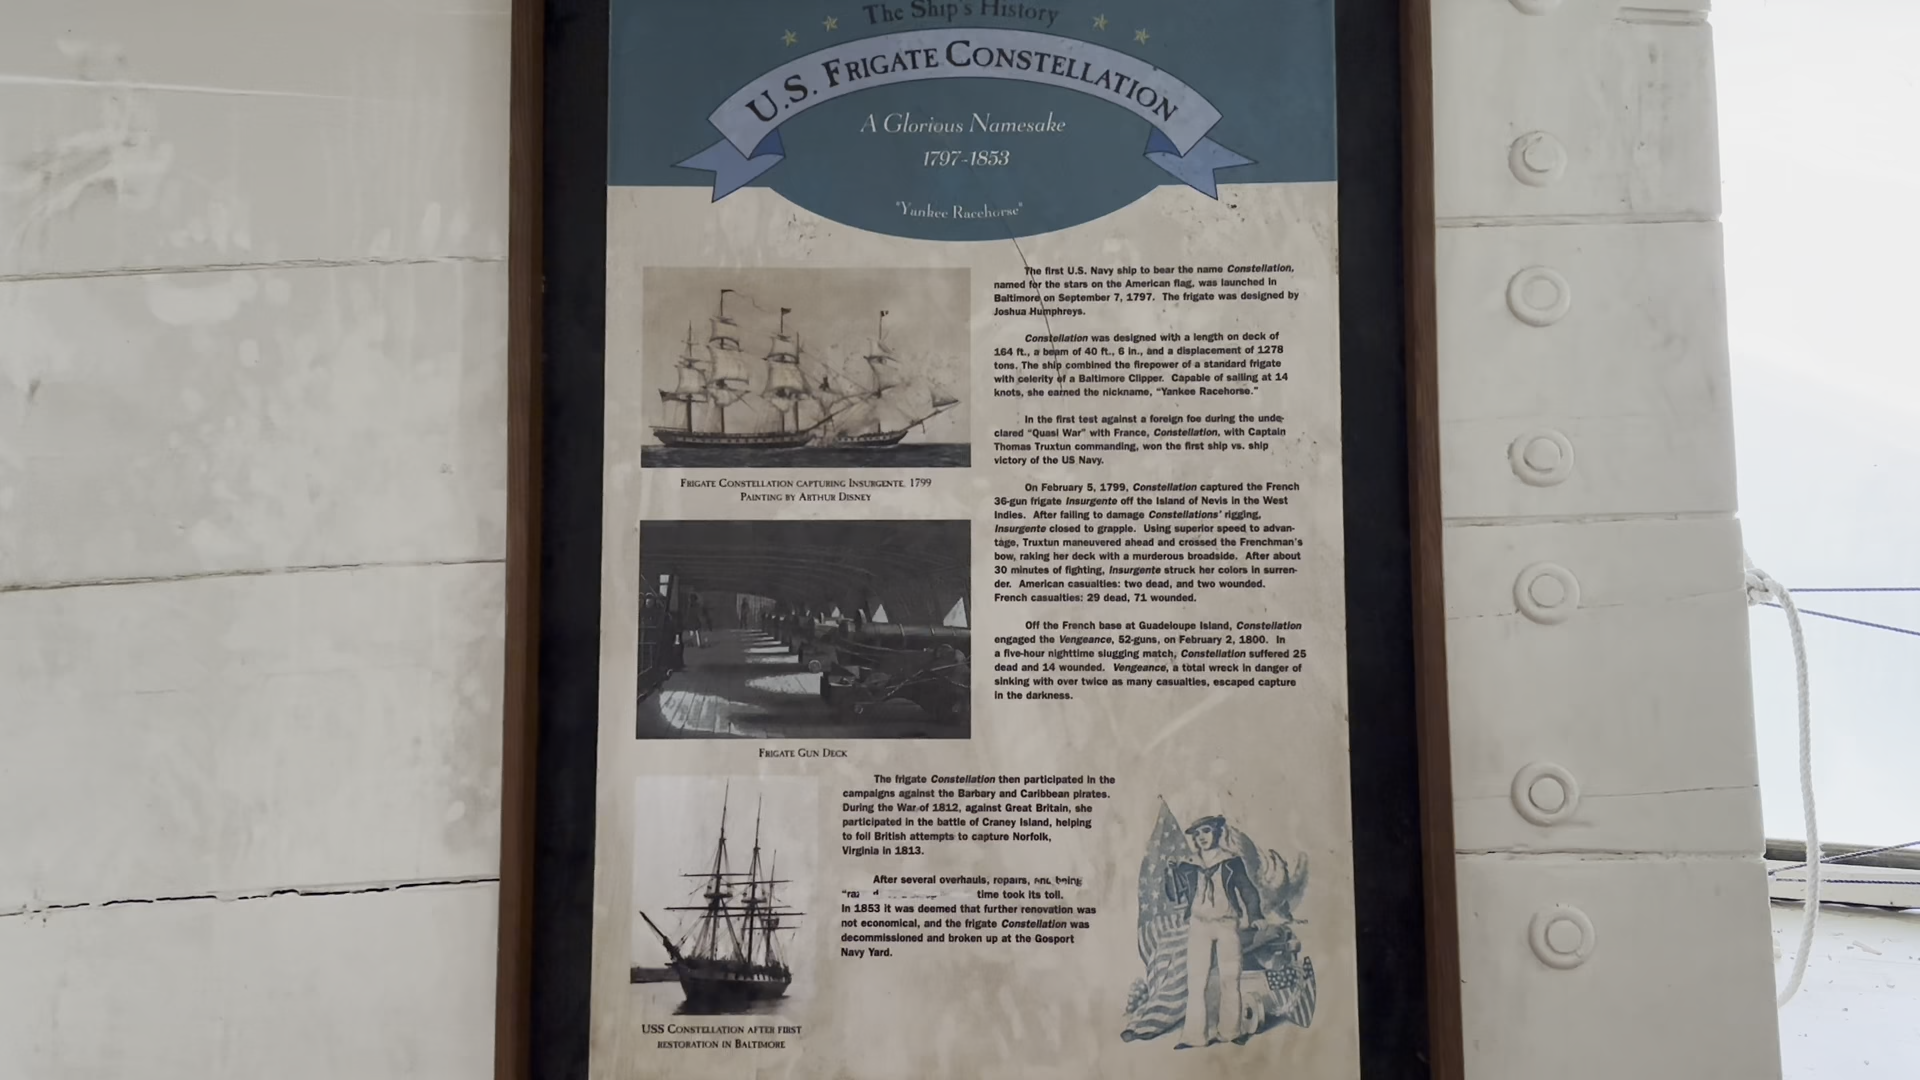 The Ship's History
U.S. FRIGATE CONSTELLATION
A Glorious Namesake
1797-1853
"Yankee Racehorse"
The first U.S. Navy ship to bear the name Constellation,
named for the stars on the American flag, was launched in
Baltimore on September 7, 1797. The frigate was designed by
Joshua Humphreys.
Constellation was designed with a length on deck of
164 ft., a beam of 40 ft., 6 in., and a displacement of 1278
tons. The ship combined the firepower of a standard frigate
with celerity of a Baltimore Clipper. Capable of sailing at 14
knots, she earned the nickname, "Yankee Racehorse."
In the first test against a foreign foe during the unde-
clared "Quasi War" with France, Constellation, with Captain
Thomas Truxtun commanding, won the first ship vs. ship
victory of the US Navy.
On February 5, 1799, Constellation captured the French
36-gun frigate Insurgente off the Island of Nevis in the West
Indies. After failing to damage Constellations' rigging,
Insurgente closed to grapple. Using superior speed to advan-
tage, Truxtun maneuvered ahead and crossed the Frenchman's
bow, raking her deck with a murderous broadside. After about
30 minutes of fighting, Insurgente struck her colors in surren-
der. American casualties: two dead, and two wounded.
French casualties: 29 dead, 71 wounded.
Off the French base at Guadeloupe Island, Constellation
engaged the Vengeance, 52-guns, on February 2, 1800. In
a five-hour nighttime slugging match, Constellation suffered 25
dead and 14 wounded. Vengeance, a total wreck in danger of
sinking with over twice as many casualties, escaped capture
in the darkness.
FRIGATE CONSTELLATION CAPTURING INSURGENTE, 1799
PAINTING BY ARTHUR DISNEY
FRIGATE GUN DECK
The frigate Constellation then participated in the
campaigns against the Barbary and Caribbean pirates.
During the War of 1812, against Great Britain, she
participated in the battle of Craney Island, helping
to foil British attempts to capture Norfolk,
Virginia in 1813.
After several overhauls, repairs, and being
time took its toll.
In 1853 it was deemed that further renovation was
not economical, and the frigate Constellation was
decommissioned and broken up at the Gosport
Navy Yard.
USS CONSTELLATION AFTER FIRST
RESTORATION IN BALTIMORE